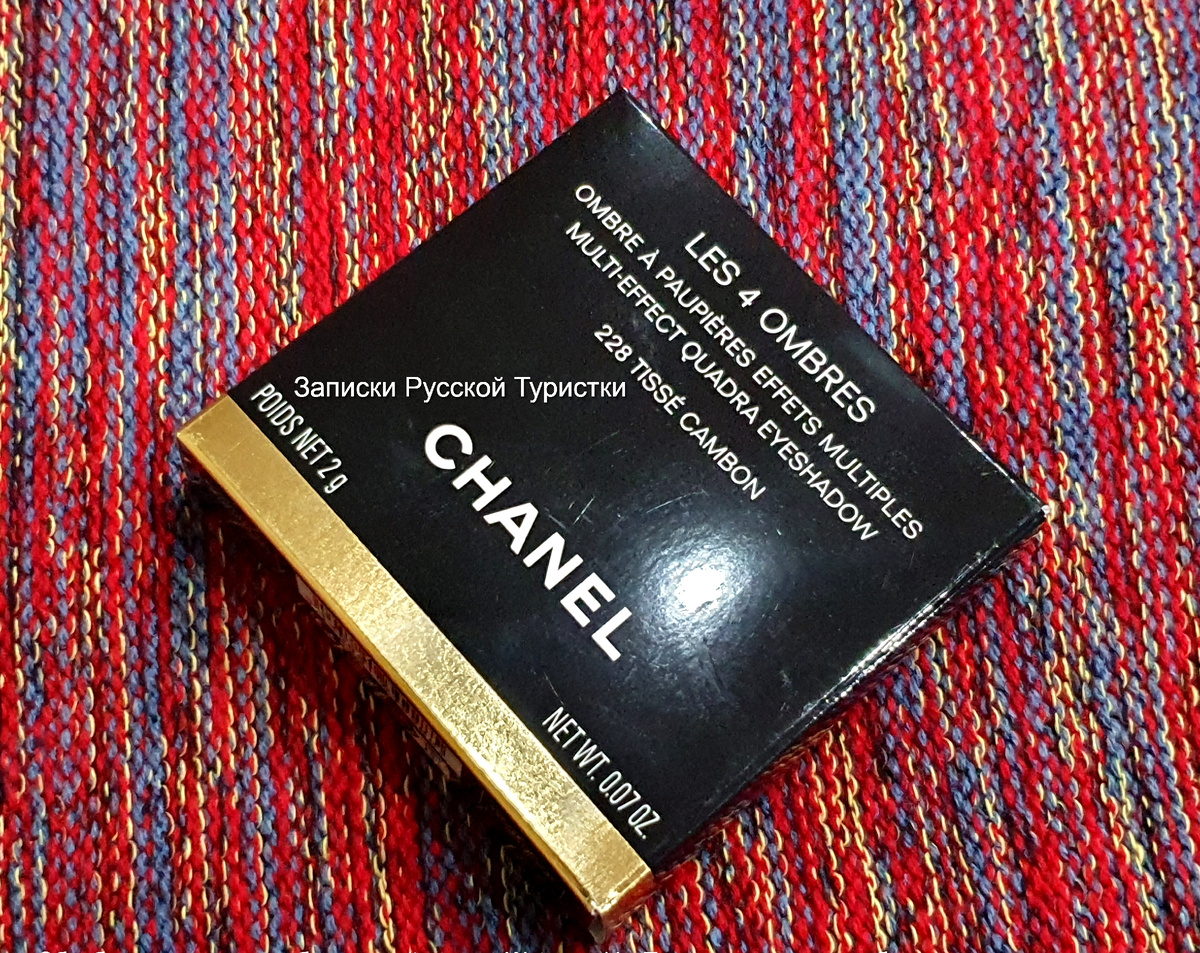 LES 4 OMBRES
OMBRE À PAUPIÈRES EFFETS MULTIPLES
MULTI-EFFECT QUADRA EYESHADOW
228 TISSÉ CAMBON
Записки Русской Туристки
CHANEL
POIDS NET 2 g
NET WT. 0.07 OZ.